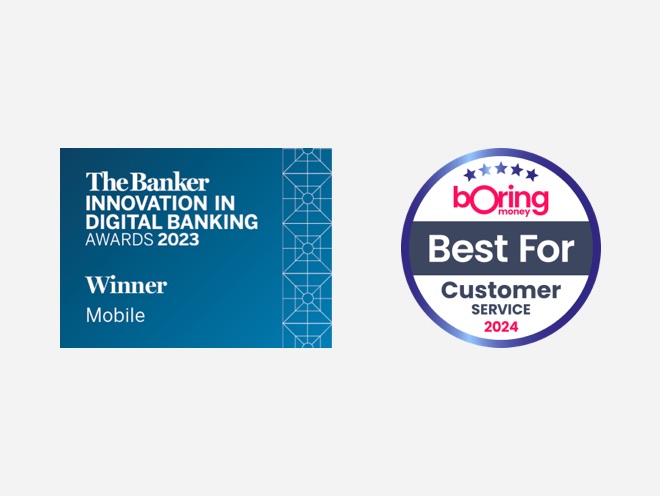 The Banker
INNOVATION IN
DIGITAL BANKING
AWARDS 2023
Winner
Mobile
bOring
money
Best For
Customer
SERVICE
2024